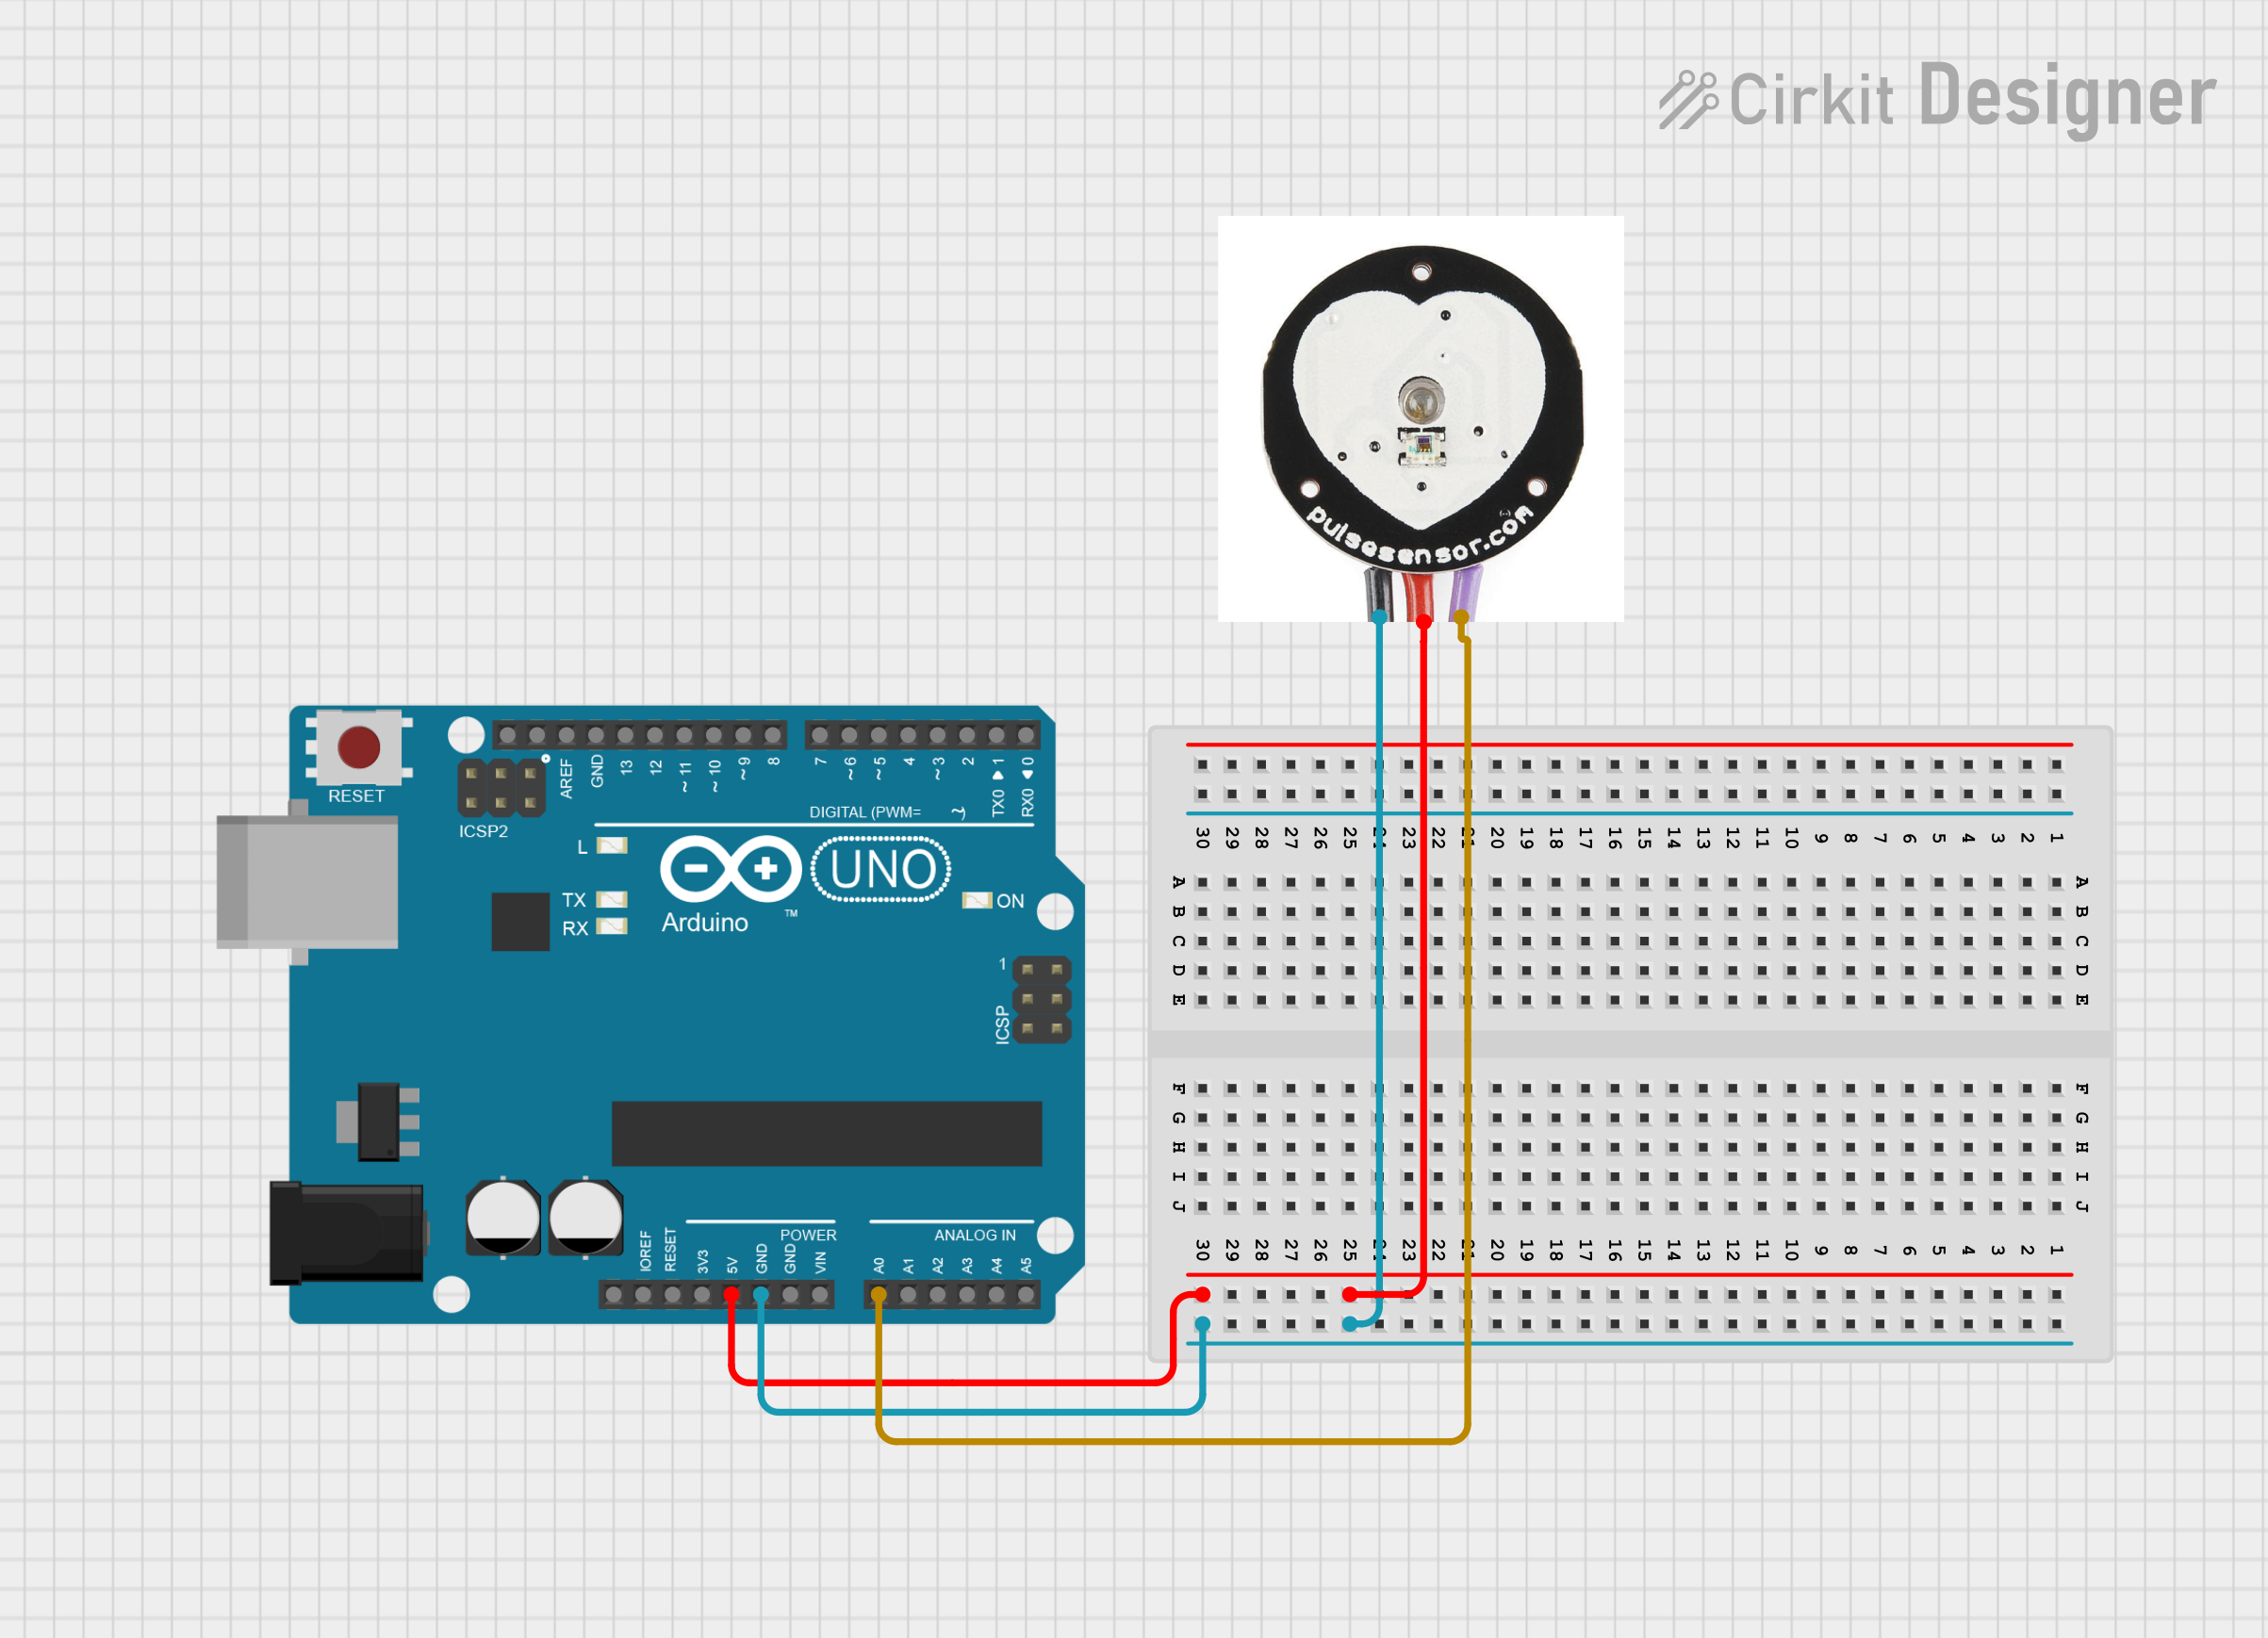 Cirkit Designer
pulsesensor.com
RESET
ICSP2
AREF
GND
13
12
~11
~10
~9
8
7
~6
~5
4
~3
2
TX0 ▶ 1
RX0 ◀ 0
DIGITAL (PWM= ~)
L
TX
RX
Arduino
™
UNO
ON
1
ICSP
IOREF
RESET
3V3
5V
GND
GND
VIN
POWER
A0
A1
A2
A3
A4
A5
ANALOG IN
30 29 28 27 26 25 24 23 22 21 20 19 18 17 16 15 14 13 12 11 10 9 8 7 6 5 4 3 2 1
A A
B B
C C
D D
E E
F F
G G
H H
I I
J J
30 29 28 27 26 25 24 23 22 21 20 19 18 17 16 15 14 13 12 11 10 9 8 7 6 5 4 3 2 1